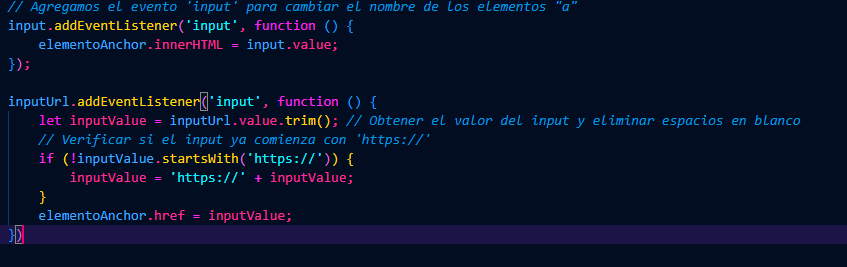 // Agregamos el evento 'input' para cambiar el nombre de los elementos "a"
input.addEventListener('input', function () {
    elementoAnchor.innerHTML = input.value;
});

inputUrl.addEventListener('input', function () {
    let inputValue = inputUrl.value.trim(); // Obtener el valor del input y eliminar espacios en blanco
    // Verificar si el input ya comienza con 'https://'
    if (!inputValue.startsWith('https://')) {
        inputValue = 'https://' + inputValue;
    }
    elementoAnchor.href = inputValue;
})